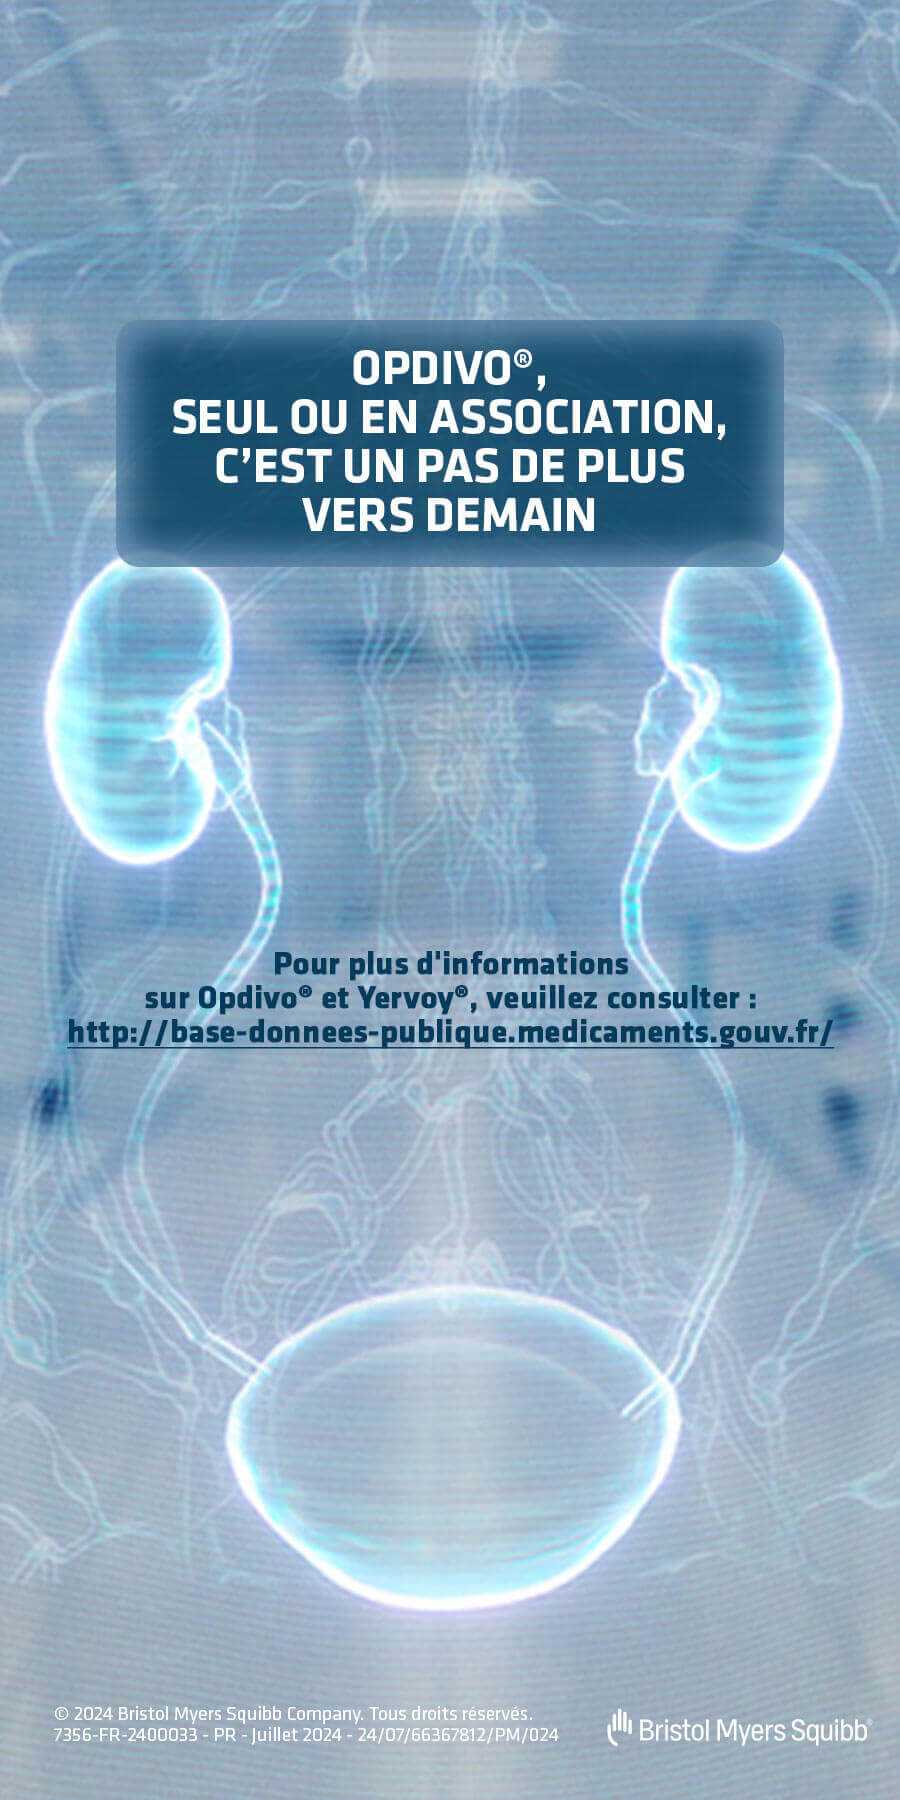 OPDIVO®,
SEUL OU EN ASSOCIATION,
C’EST UN PAS DE PLUS
VERS DEMAIN
Pour plus d'informations
sur Opdivo® et Yervoy®, veuillez consulter :
http://base-donnees-publique.medicaments.gouv.fr/
© 2024 Bristol Myers Squibb Company. Tous droits réservés.
7356-FR-2400033 - PR - Juillet 2024 - 24/07/66367812/PM/024
Bristol Myers Squibb®